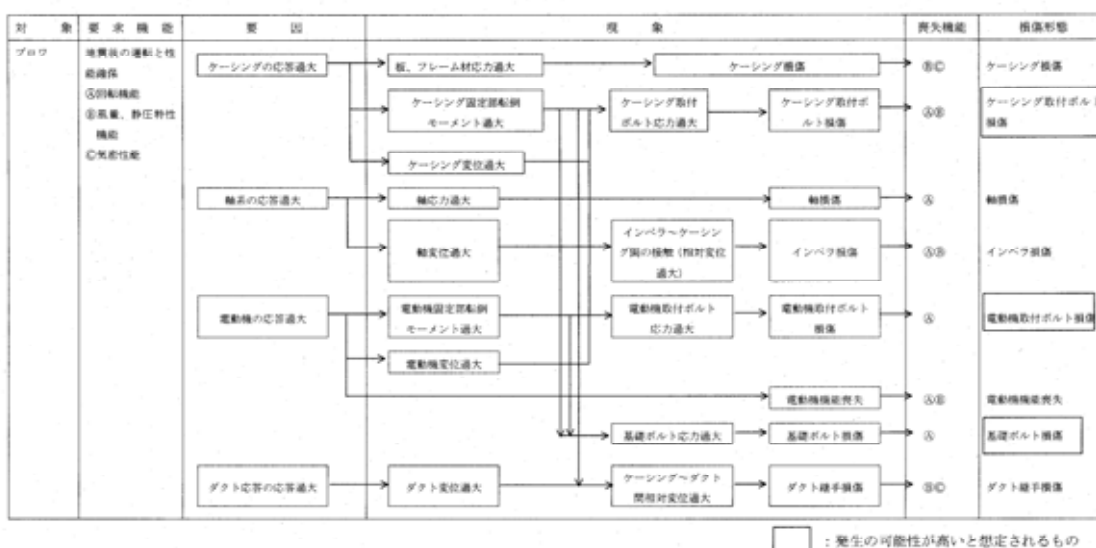 対 象 要 求 機 能 要 因 現 象 喪失機能 損傷形態
ブロワ
地震後の運転と性
能確保
Ⓐ回転機能
Ⓑ風量、静圧特性
機能
Ⓒ気密性能
ケーシングの応答過大
板、フレーム材応力過大
ケーシング損傷
ⒷⒸ
ケーシング損傷
ケーシング固定部転倒
モーメント過大
ケーシング取付
ボルト応力過大
ケーシング取付ボ
ルト損傷
ⒶⒷ
ケーシング取付ボルト
損傷
ケーシング変位過大
軸系の応答過大
軸応力過大
軸損傷
Ⓐ
軸損傷
軸変位過大
インペラ~ケーシン
グ間の接触(相対変位
過大)
インペラ損傷
ⒶⒷ
インペラ損傷
電動機の応答過大
電動機固定部転倒
モーメント過大
電動機取付ボルト
応力過大
電動機取付ボルト
損傷
Ⓐ
電動機取付ボルト損傷
電動機変位過大
電動機機能喪失
ⒶⒷ
電動機機能喪失
基礎ボルト応力過大
基礎ボルト損傷
Ⓐ
基礎ボルト損傷
ダクト応答の応答過大
ダクト変位過大
ケーシング~ダクト
間相対変位過大
ダクト継手損傷
ⒷⒸ
ダクト継手損傷
:発生の可能性が高いと想定されるもの